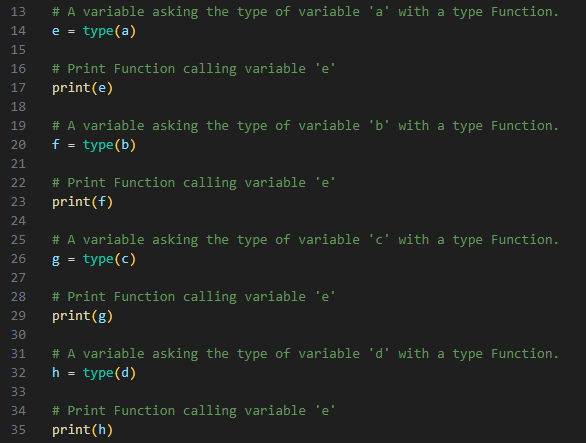 13 # A variable asking the type of variable 'a' with a type Function.
14 e = type(a)
15
16 # Print Function calling variable 'e'
17 print(e)
18
19 # A variable asking the type of variable 'b' with a type Function.
20 f = type(b)
21
22 # Print Function calling variable 'e'
23 print(f)
24
25 # A variable asking the type of variable 'c' with a type Function.
26 g = type(c)
27
28 # Print Function calling variable 'e'
29 print(g)
30
31 # A variable asking the type of variable 'd' with a type Function.
32 h = type(d)
33
34 # Print Function calling variable 'e'
35 print(h)